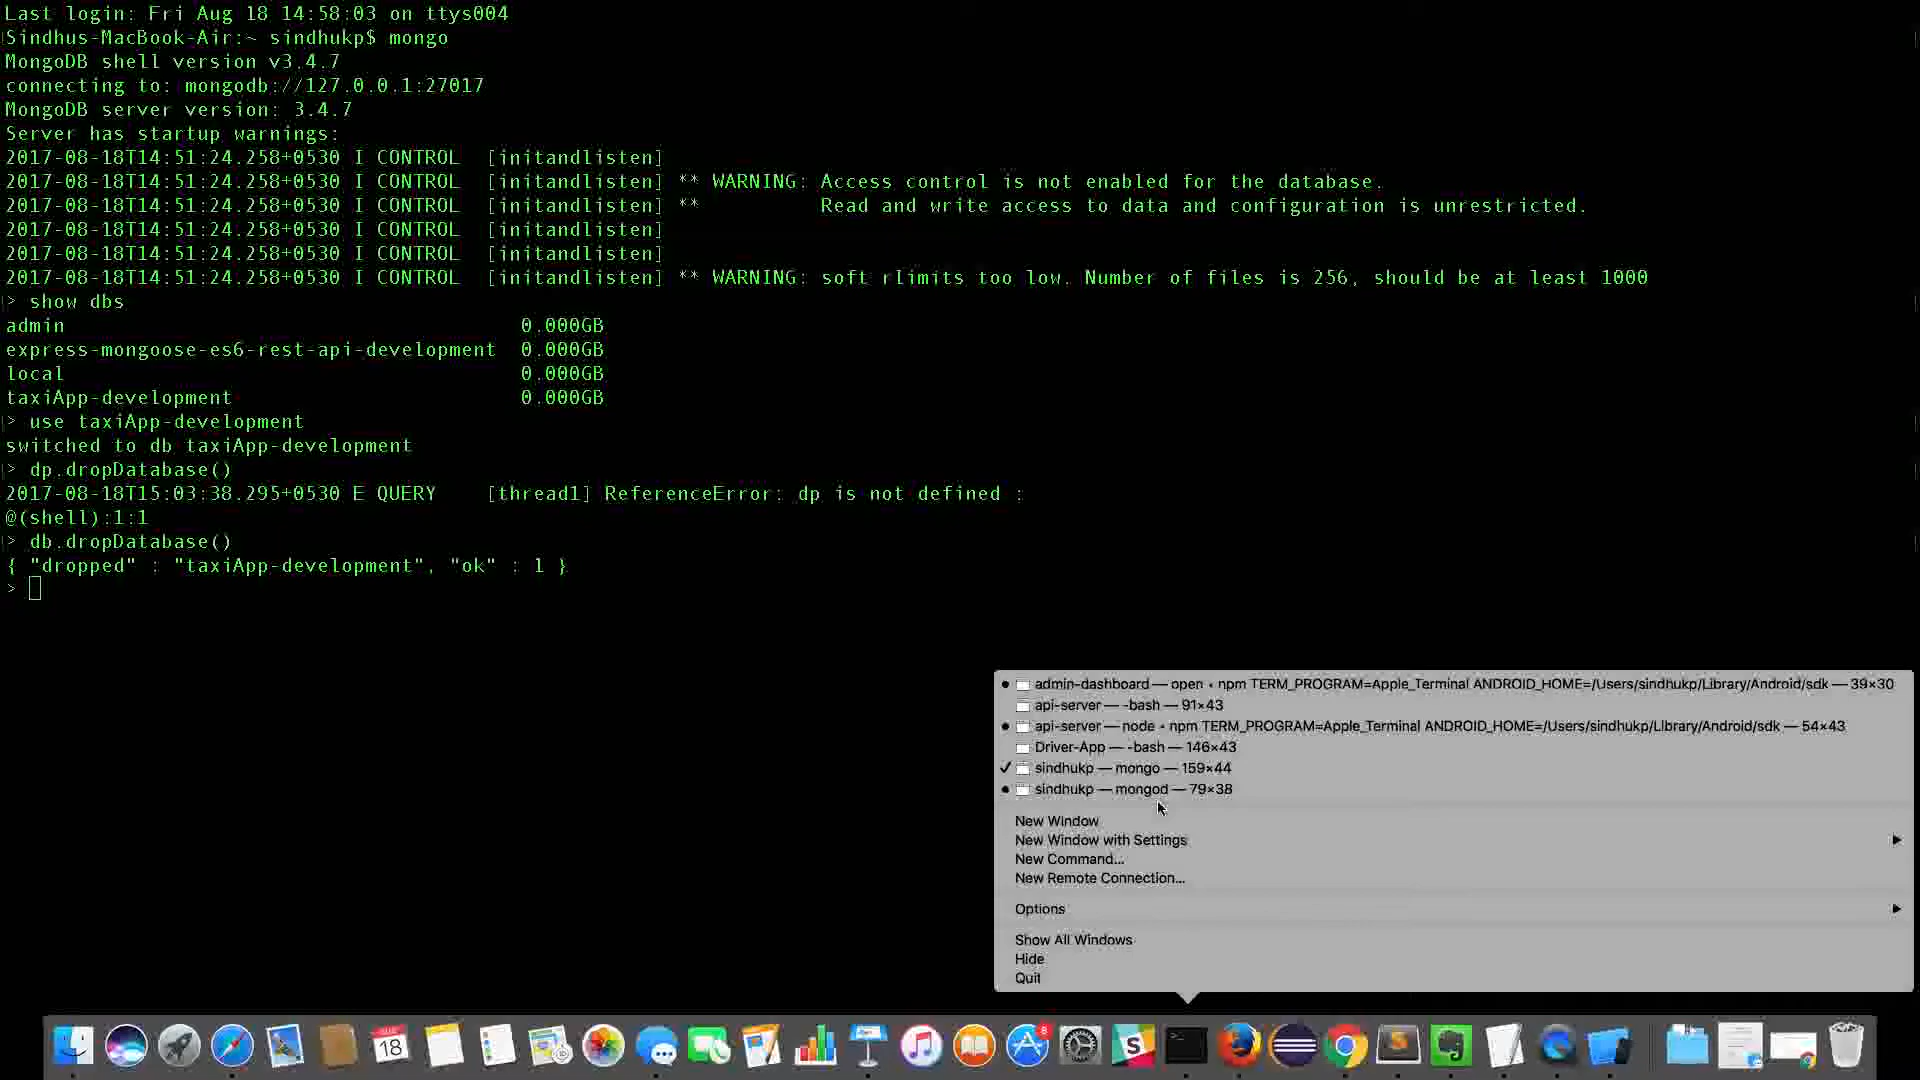 Last login: Fri Aug 18 14:58:03 on ttys004
Sindhus-MacBook-Air:~ sindhukp$ mongo
MongoDB shell version v3.4.7
connecting to: mongodb://127.0.0.1:27017
MongoDB server version: 3.4.7
Server has startup warnings:
2017-08-18T14:51:24.258+0530 I CONTROL  [initandlisten]
2017-08-18T14:51:24.258+0530 I CONTROL  [initandlisten] ** WARNING: Access control is not enabled for the database.
2017-08-18T14:51:24.258+0530 I CONTROL  [initandlisten] **          Read and write access to data and configuration is unrestricted.
2017-08-18T14:51:24.258+0530 I CONTROL  [initandlisten]
2017-08-18T14:51:24.258+0530 I CONTROL  [initandlisten]
2017-08-18T14:51:24.258+0530 I CONTROL  [initandlisten] ** WARNING: soft rlimits too low. Number of files is 256, should be at least 1000
> show dbs
admin                                      0.000GB
express-mongoose-es6-rest-api-development  0.000GB
local                                      0.000GB
taxiApp-development                        0.000GB
> use taxiApp-development
switched to db taxiApp-development
> dp.dropDatabase()
2017-08-18T15:03:38.295+0530 E QUERY    [thread1] ReferenceError: dp is not defined :
@(shell):1:1
> db.dropDatabase()
{ "dropped" : "taxiApp-development", "ok" : 1 }
>
admin-dashboard — open • npm TERM_PROGRAM=Apple_Terminal ANDROID_HOME=/Users/sindhukp/Library/Android/sdk — 39×30
api-server — -bash — 91×43
api-server — node • npm TERM_PROGRAM=Apple_Terminal ANDROID_HOME=/Users/sindhukp/Library/Android/sdk — 54×43
Driver-App — -bash — 146×43
✓ sindhukp — mongo — 159×44
sindhukp — mongod — 79×38
New Window
New Window with Settings
New Command...
New Remote Connection...
Options
Show All Windows
Hide
Quit
18
8